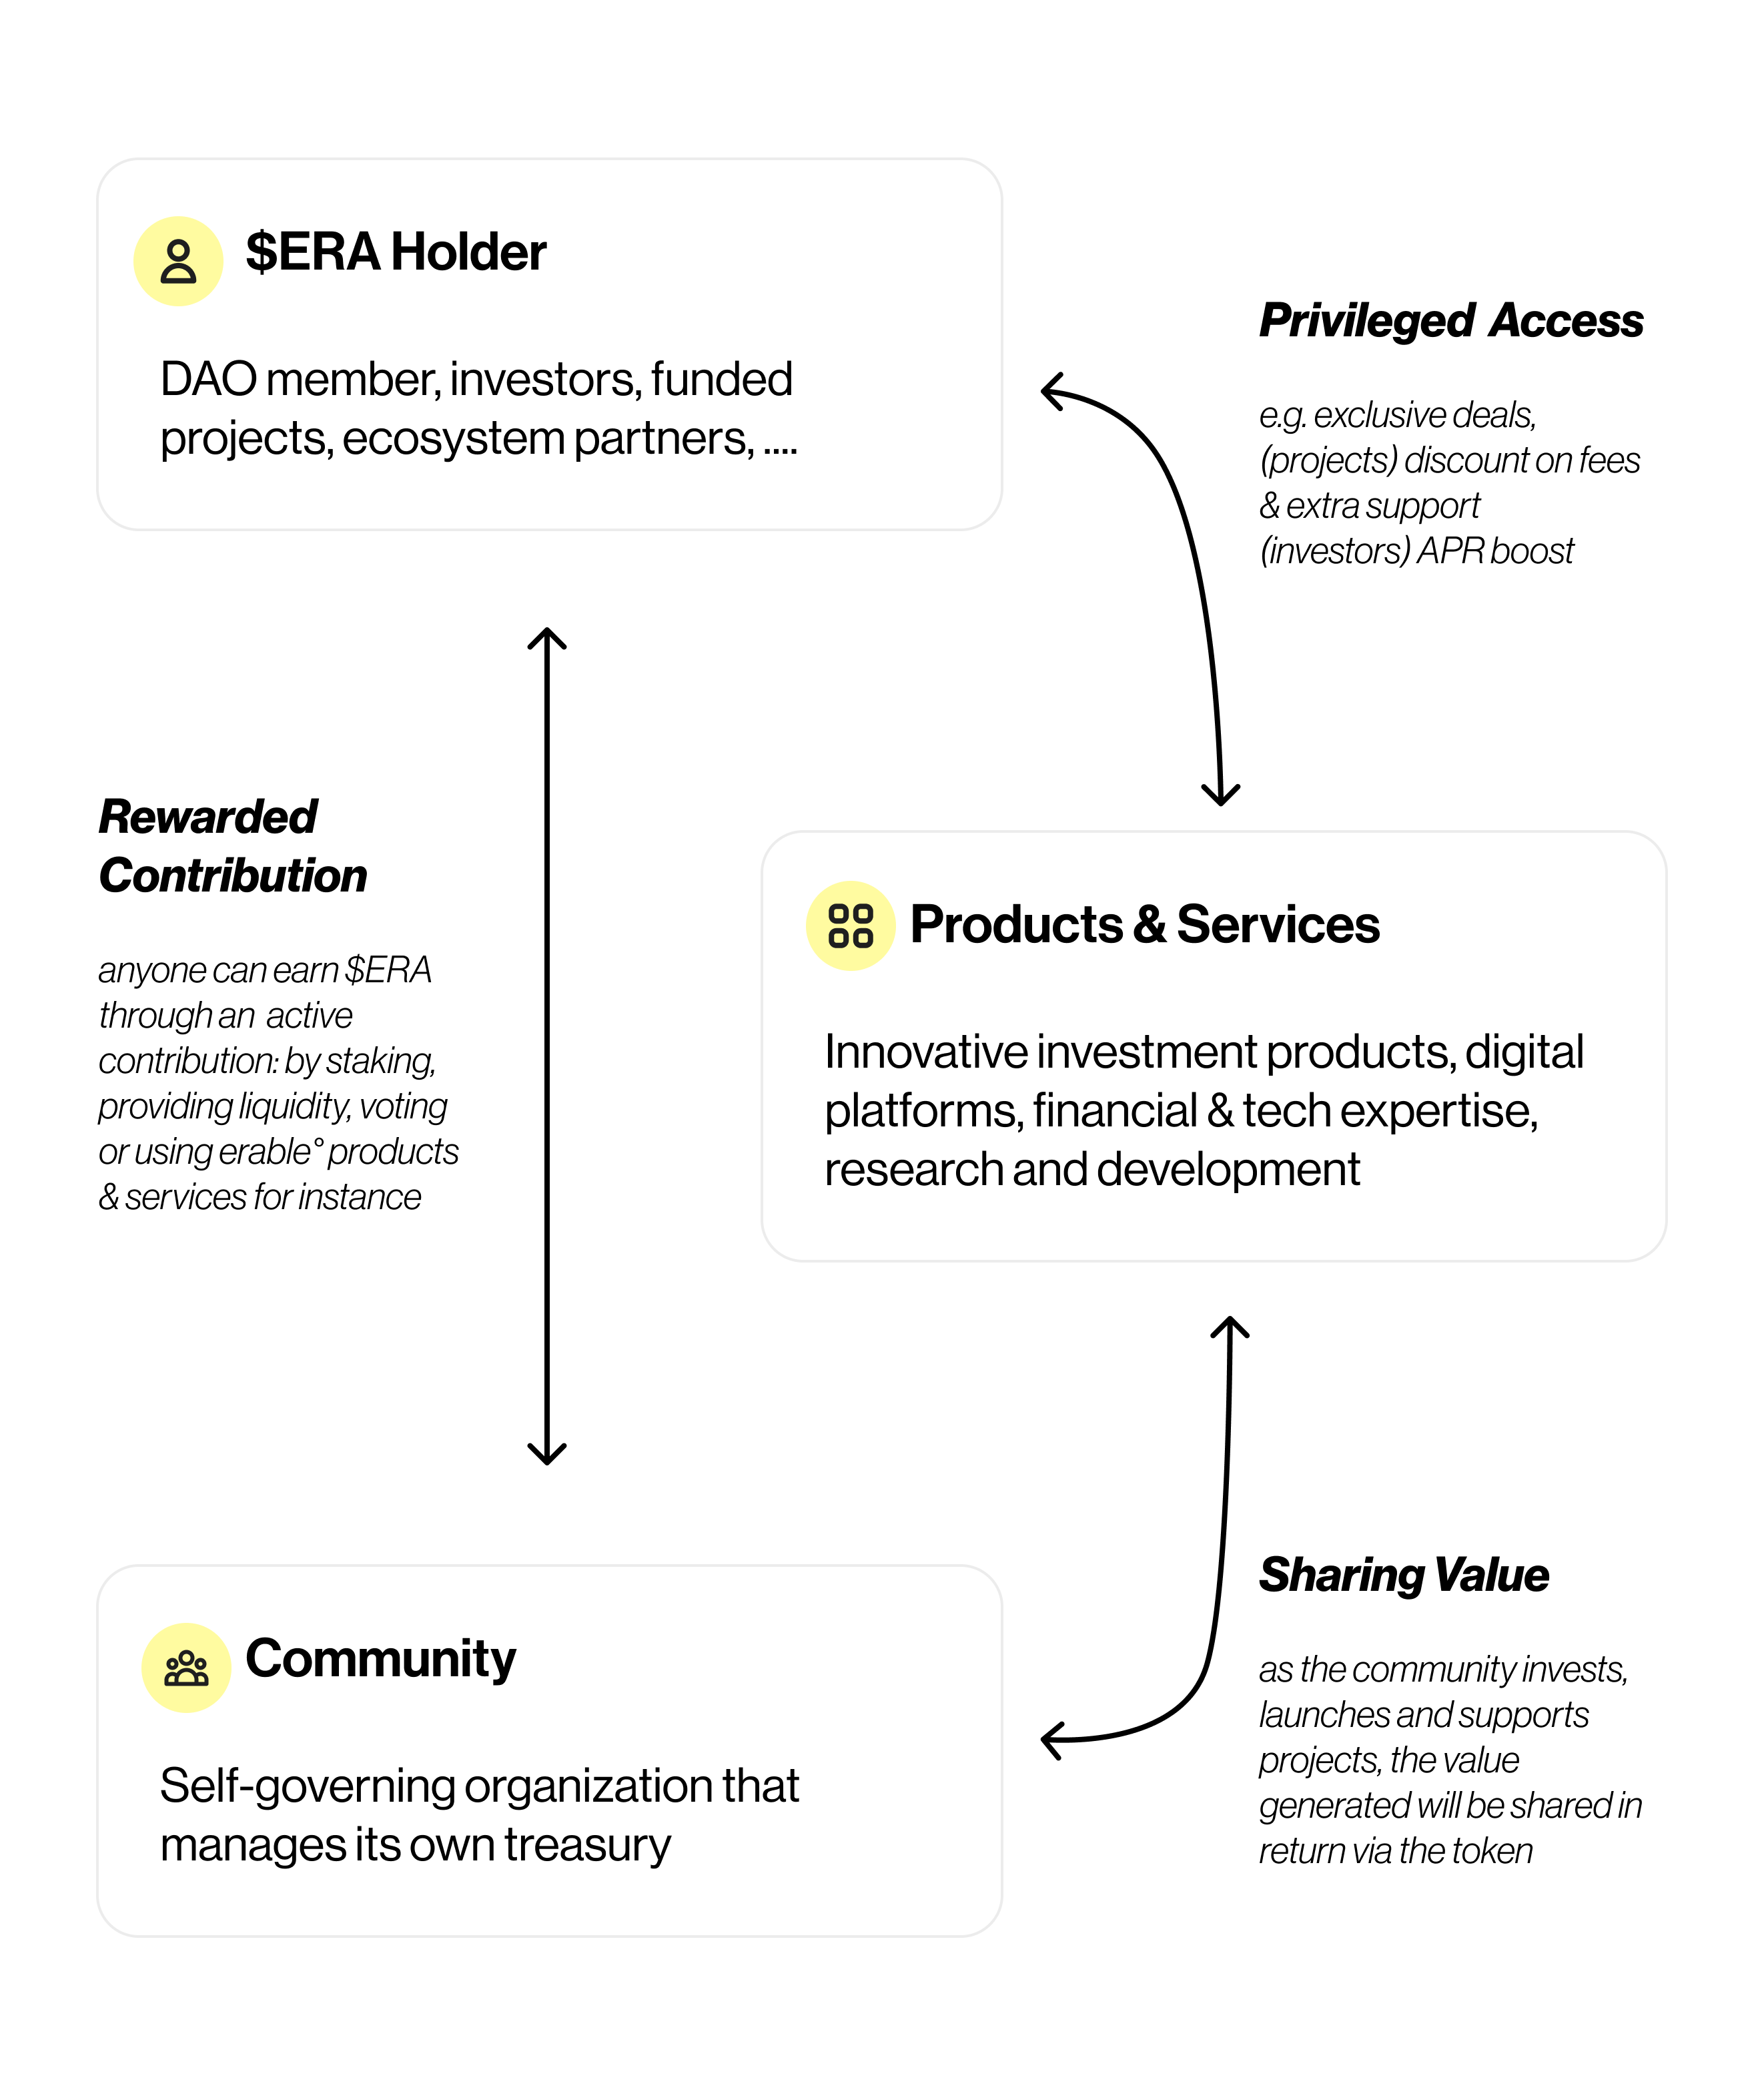 $ERA Holder
DAO member, investors, funded
projects, ecosystem partners, ....
Privileged Access
e.g. exclusive deals,
(projects) discount on fees
& extra support
(investors) APR boost
Rewarded
Contribution
anyone can earn $ERA
through an active
contribution: by staking,
providing liquidity, voting
or using erable° products
& services for instance
Products & Services
Innovative investment products, digital
platforms, financial & tech expertise,
research and development
Community
Self-governing organization that
manages its own treasury
Sharing Value
as the community invests,
launches and supports
projects, the value
generated will be shared in
return via the token